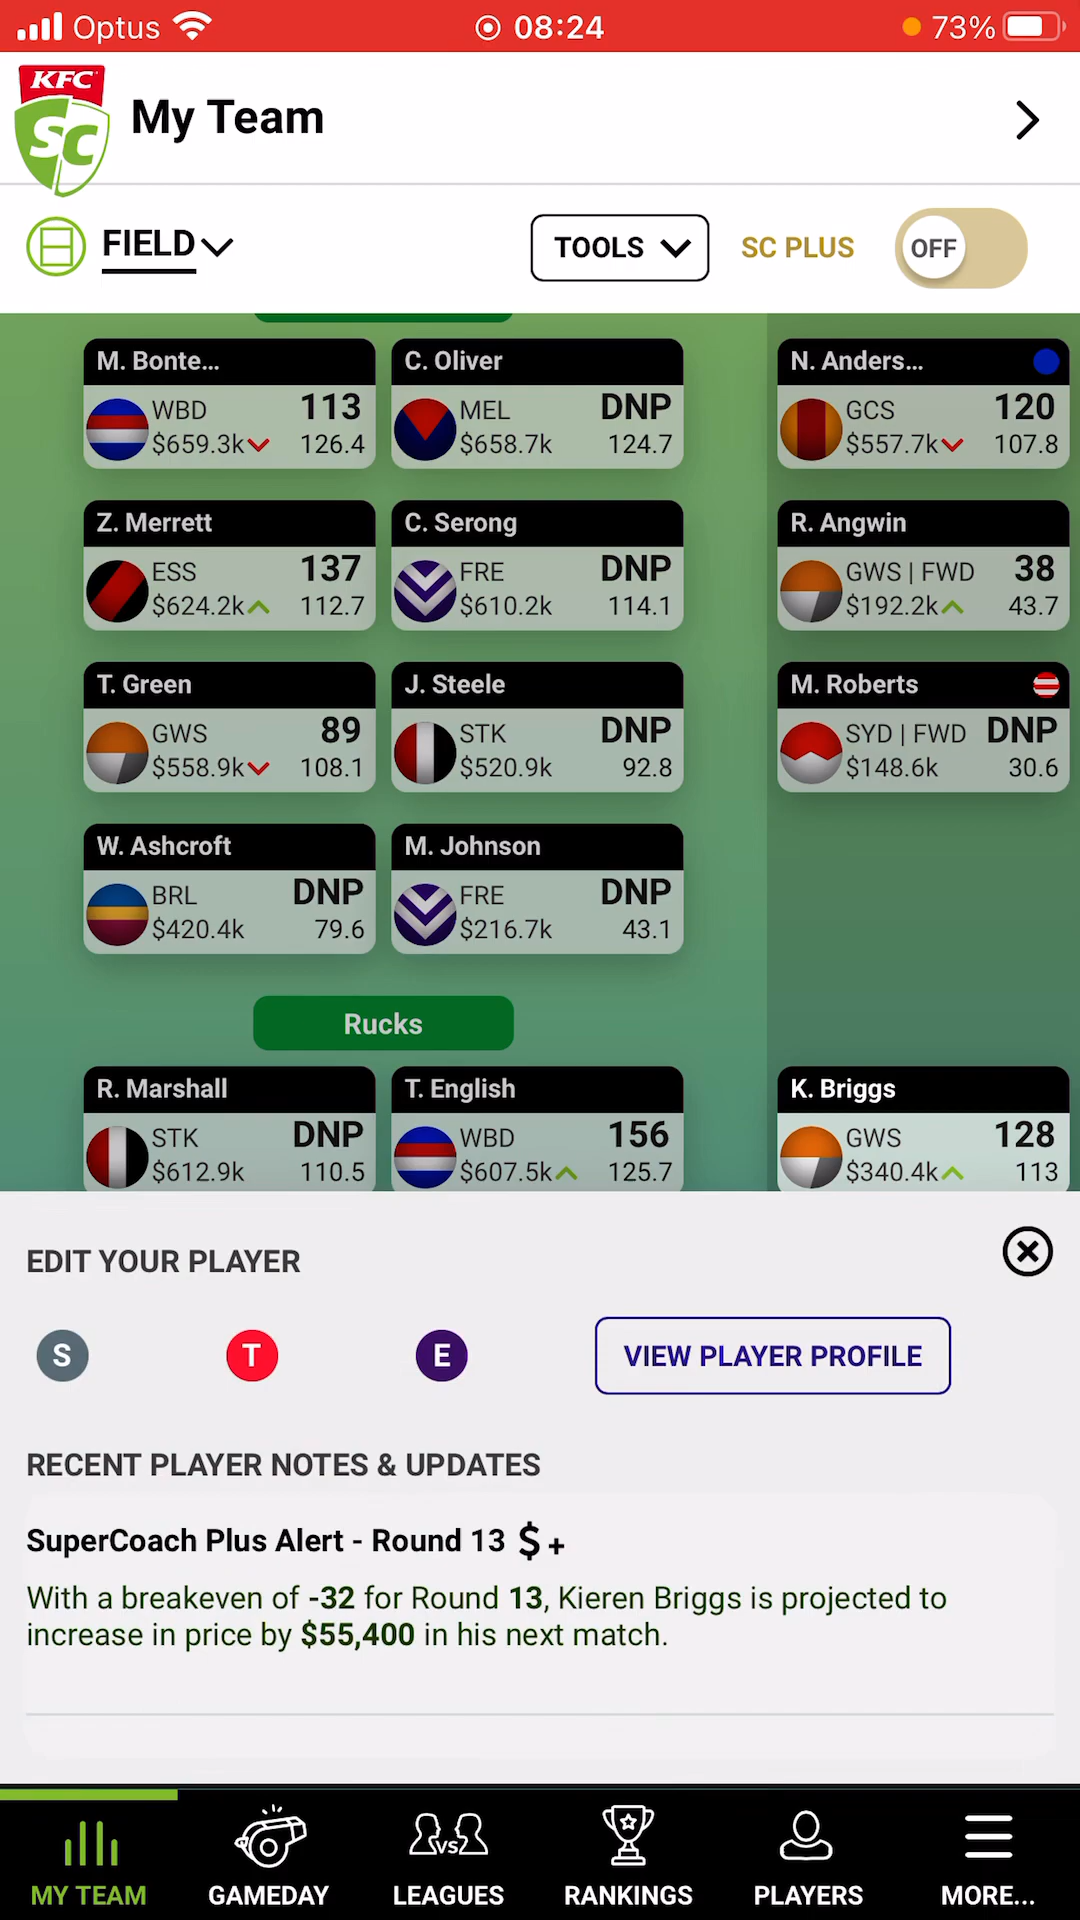 Optus 08:24 73%
KFC
SC
My Team
FIELD TOOLS SC PLUS OFF
M. Bonte... C. Oliver N. Anders...
WBD 113 MEL DNP GCS 120
$659.3k 126.4 $658.7k 124.7 $557.7k 107.8
Z. Merrett C. Serong R. Angwin
ESS 137 FRE DNP GWS | FWD 38
$624.2k 112.7 $610.2k 114.1 $192.2k 43.7
T. Green J. Steele M. Roberts
GWS 89 STK DNP SYD | FWD DNP
$558.9k 108.1 $520.9k 92.8 $148.6k 30.6
W. Ashcroft M. Johnson
BRL DNP FRE DNP
$420.4k 79.6 $216.7k 43.1
Rucks
R. Marshall T. English K. Briggs
STK DNP WBD 156 GWS 128
$612.9k 110.5 $607.5k 125.7 $340.4k 113
EDIT YOUR PLAYER
S T E VIEW PLAYER PROFILE
RECENT PLAYER NOTES & UPDATES
SuperCoach Plus Alert - Round 13 $+
With a breakeven of -32 for Round 13, Kieren Briggs is projected to
increase in price by $55,400 in his next match.
VS
MY TEAM GAMEDAY LEAGUES RANKINGS PLAYERS MORE...